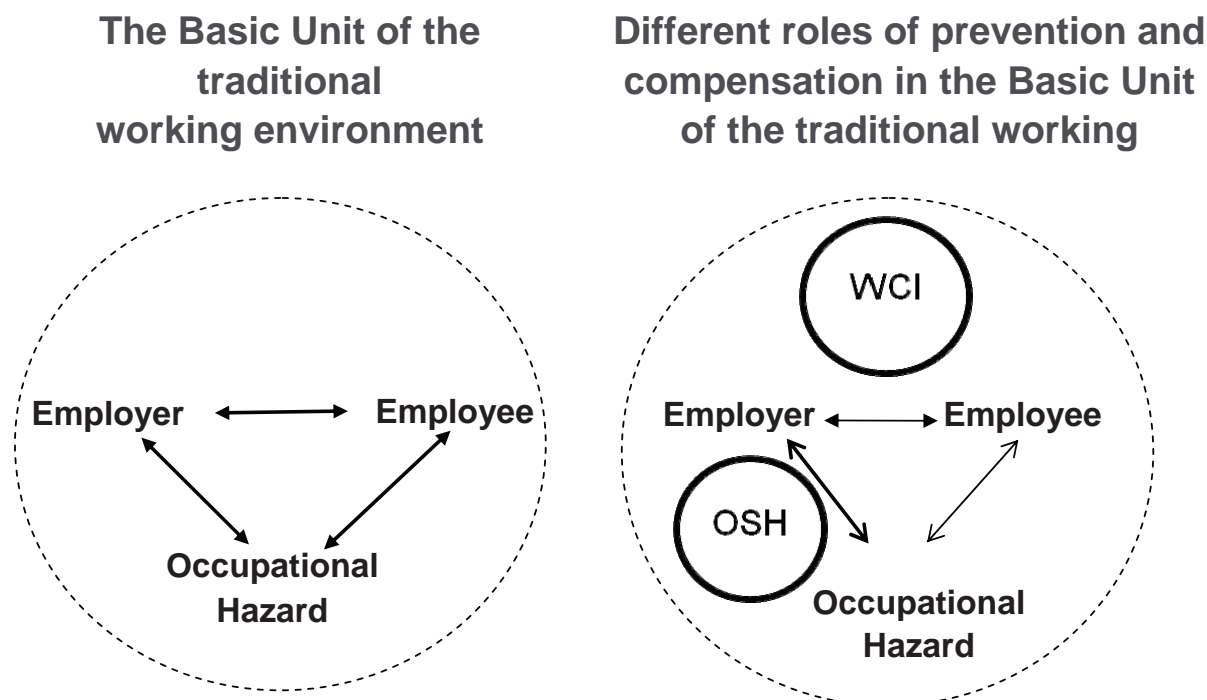 The Basic Unit of the
traditional
working environment
Different roles of prevention and
compensation in the Basic Unit
of the traditional working
Employer
Employee
Occupational
Hazard
WCI
Employer
Employee
OSH
Occupational
Hazard